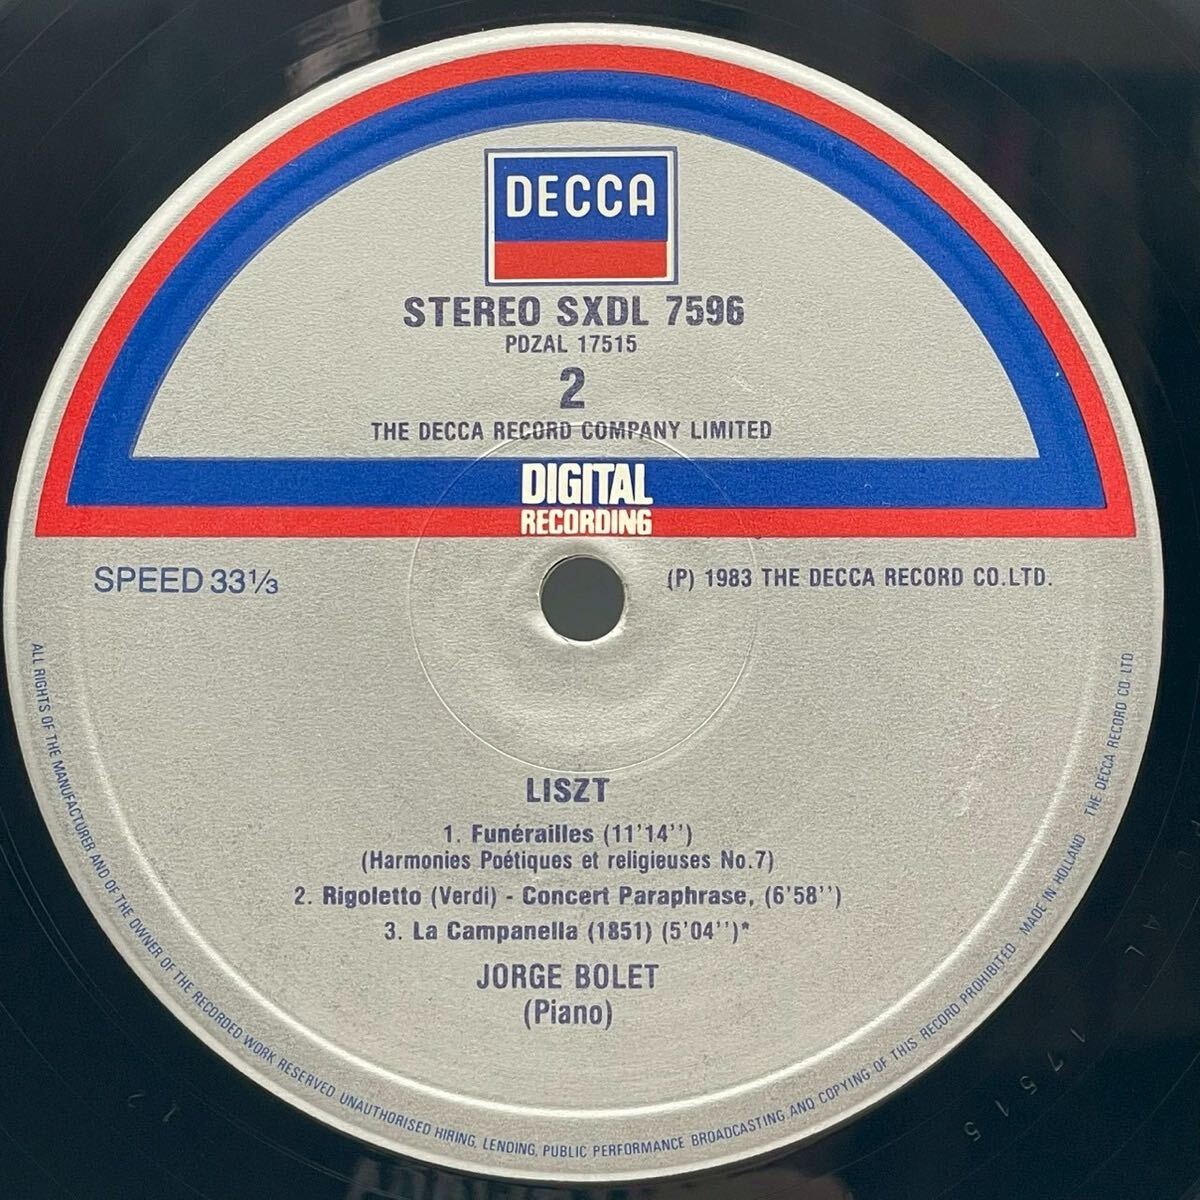 DECCA
STEREO SXDL 7596
PDZAL 17515
2
THE DECCA RECORD COMPANY LIMITED
DIGITAL
RECORDING
SPEED 33⅓
(P) 1983 THE DECCA RECORD CO.LTD.
LISZT
1. Funérailles (11'14'')
(Harmonies Poétiques et religieuses No.7)
2. Rigoletto (Verdi) - Concert Paraphrase, (6'58'')
3. La Campanella (1851) (5'04'')*
JORGE BOLET
(Piano)
ALL RIGHTS OF THE MANUFACTURER AND OF THE OWNER OF THE RECORDED WORK RESERVED UNAUTHORISED HIRING, LENDING, PUBLIC PERFORMANCE BROADCASTING AND COPYING OF THIS RECORD PROHIBITED MADE IN HOLLAND THE DECCA RECORD CO. LTD
17515